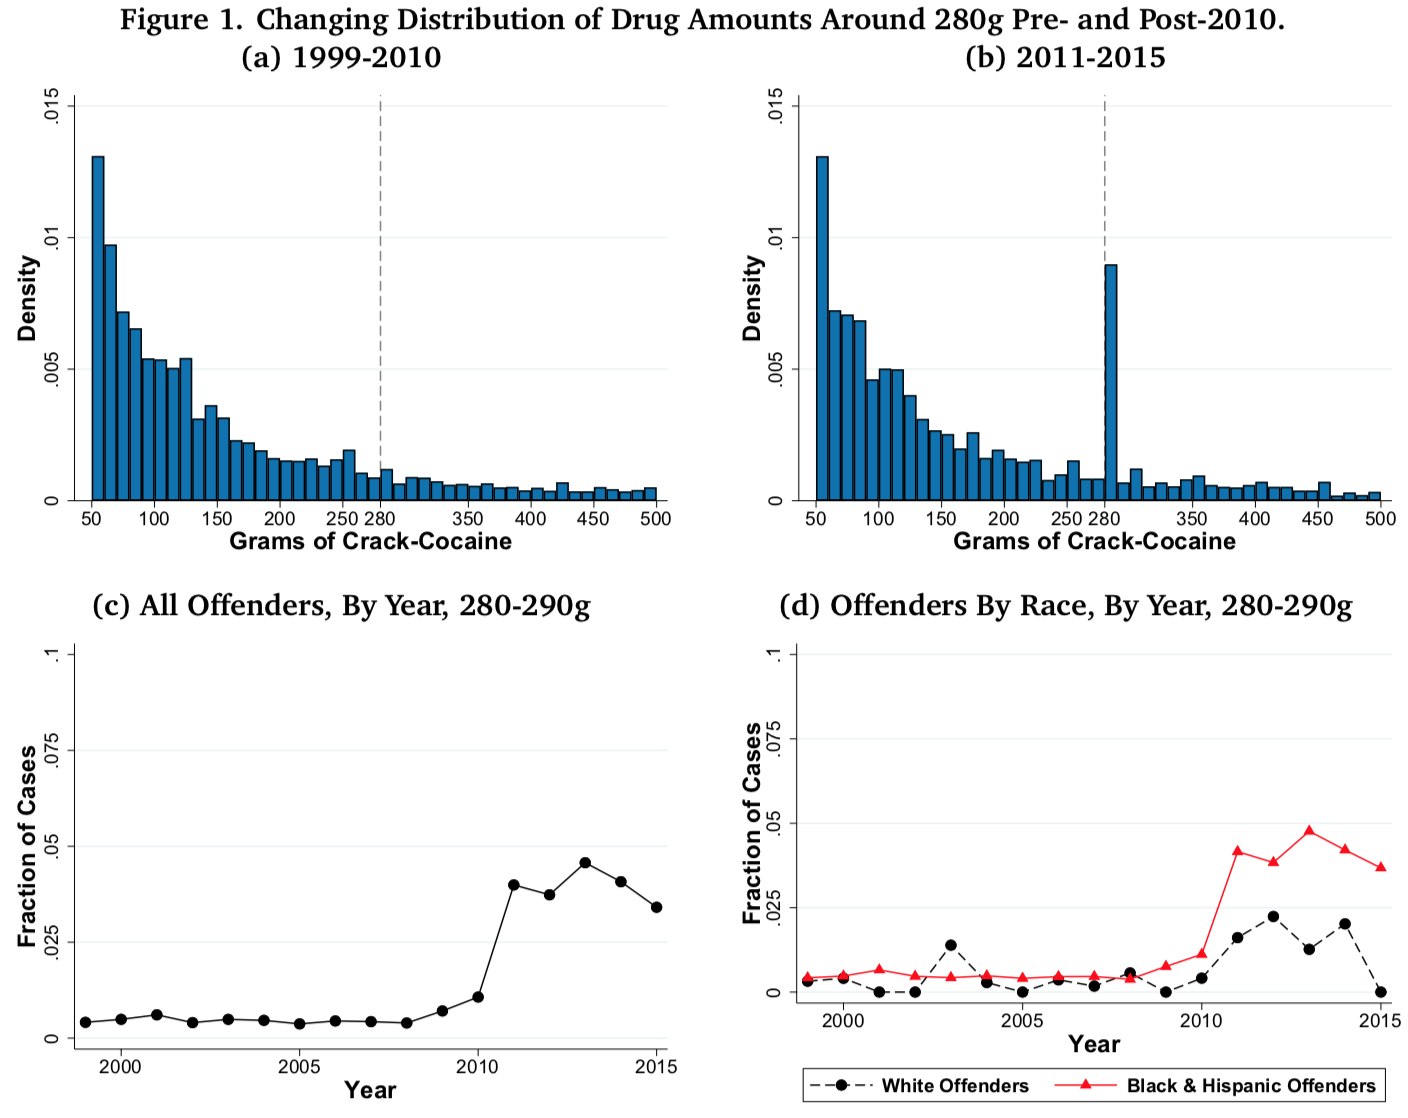 Figure 1. Changing Distribution of Drug Amounts Around 280g Pre- and Post-2010.
(a) 1999-2010
.015
.01
.005
0
Density
50 100 150 200 250 280 350 400 450 500
Grams of Crack-Cocaine
(b) 2011-2015
.015
.01
.005
0
Density
50 100 150 200 250 280 350 400 450 500
Grams of Crack-Cocaine
(c) All Offenders, By Year, 280-290g
.1
.075
.05
.025
0
Fraction of Cases
2000 2005 2010 2015
Year
(d) Offenders By Race, By Year, 280-290g
.1
.075
.05
.025
0
Fraction of Cases
2000 2005 2010 2015
Year
White Offenders Black & Hispanic Offenders